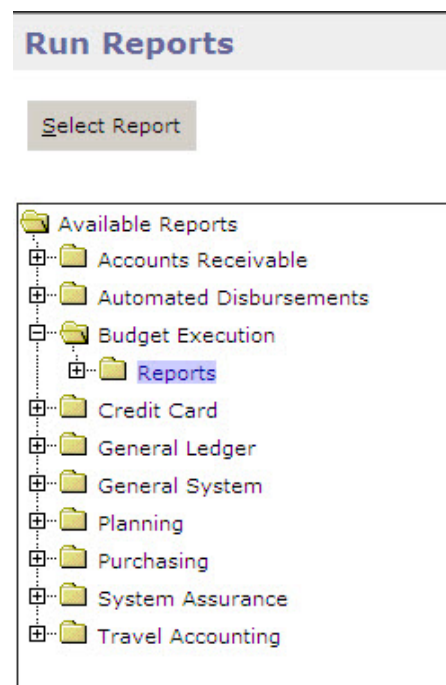 Run Reports
Select Report
Available Reports
Accounts Receivable
Automated Disbursements
Budget Execution
Reports
Credit Card
General Ledger
General System
Planning
Purchasing
System Assurance
Travel Accounting